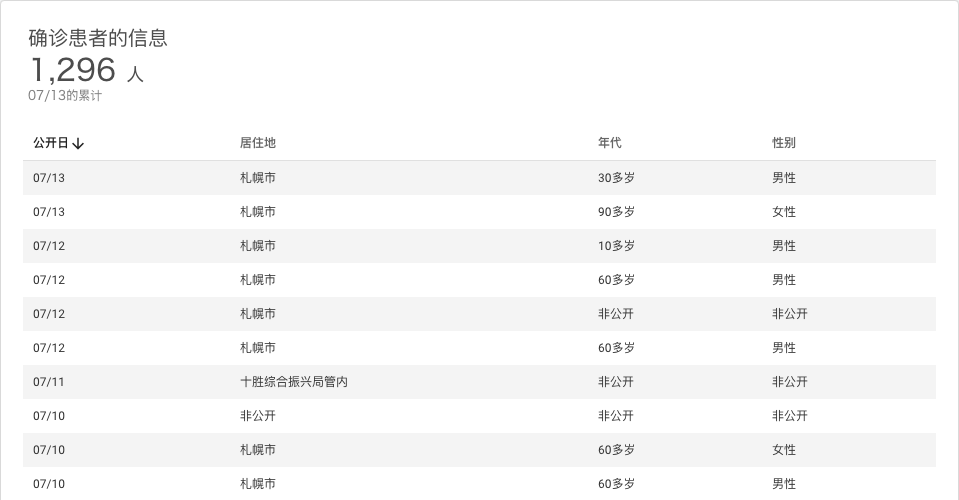 确诊患者的信息
1,296 人
07/13的累计
公开日↓ 居住地 年代 性别
07/13 札幌市 30多岁 男性
07/13 札幌市 90多岁 女性
07/12 札幌市 10多岁 男性
07/12 札幌市 60多岁 男性
07/12 札幌市 非公开 非公开
07/12 札幌市 60多岁 男性
07/11 十胜综合振兴局管内 非公开 非公开
07/10 非公开 非公开 非公开
07/10 札幌市 60多岁 女性
07/10 札幌市 60多岁 男性